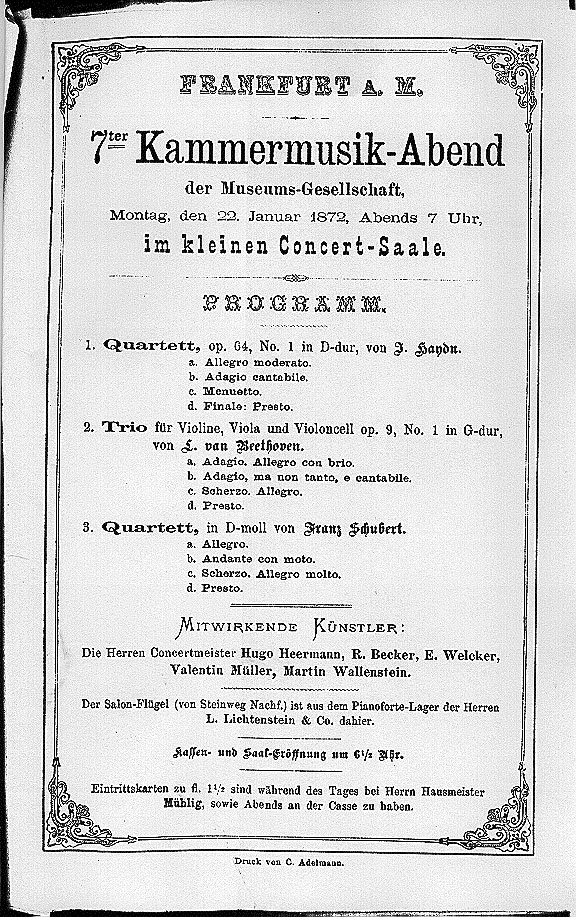 FRANKFURT A. M.
7ter Kammermusik-Abend
der Museums-Gesellschaft,
Montag, den 22. Januar 1872, Abends 7 Uhr,
im kleinen Concert-Saale.
PROGRAMM.
1. Quartett, op. 64, No. 1 in D-dur, von J. Haydn.
a. Allegro moderato.
b. Adagio cantabile.
c. Menuetto.
d. Finale: Presto.
2. Trio für Violine, Viola und Violoncell op. 9, No. 1 in G-dur,
von L. van Beethoven.
a. Adagio. Allegro con brio.
b. Adagio, ma non tanto, e cantabile.
c. Scherzo. Allegro.
d. Presto.
3. Quartett, in D-moll von Franz Schubert.
a. Allegro.
b. Andante con moto.
c. Scherzo. Allegro molto.
d. Presto.
MITWIRKENDE KÜNSTLER:
Die Herren Concertmeister Hugo Heermann, R. Becker, E. Welcker,
Valentin Müller, Martin Wallenstein.
Der Salon-Flügel (von Steinweg Nachf.) ist aus dem Pianoforte-Lager der Herren
L. Lichtenstein & Co. dahier.
Kassen- und Saal-Eröffnung um 6½ Uhr.
Eintrittskarten zu fl. 1½ sind während des Tages bei Herrn Hausmeister
Mühlig, sowie Abends an der Casse zu haben.
Druck von C. Adelmann.